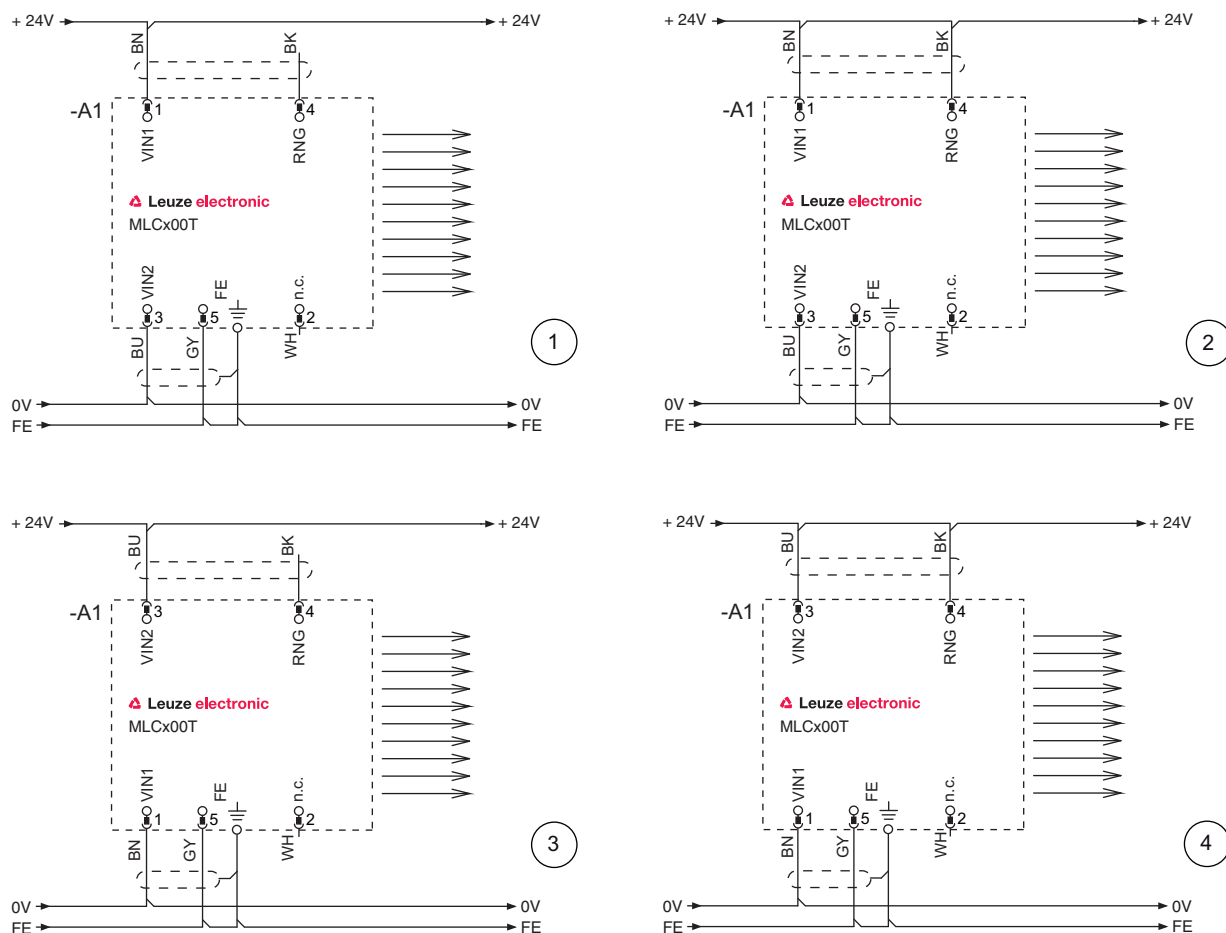 + 24V
+ 24V
BN
BK
-A1
1
4
VIN1
RNG
Leuze electronic
MLCx00T
VIN2
FE
n.c.
3
5
2
BU
GY
WH
1
0V
0V
FE
FE
+ 24V
+ 24V
BN
BK
-A1
1
4
VIN1
RNG
Leuze electronic
MLCx00T
VIN2
FE
n.c.
3
5
2
BU
GY
WH
2
0V
0V
FE
FE
+ 24V
+ 24V
BU
BK
-A1
3
4
VIN2
RNG
Leuze electronic
MLCx00T
VIN1
FE
n.c.
1
5
2
BN
GY
WH
3
0V
0V
FE
FE
+ 24V
+ 24V
BU
BK
-A1
3
4
VIN2
RNG
Leuze electronic
MLCx00T
VIN1
FE
n.c.
1
5
2
BN
GY
WH
4
0V
0V
FE
FE